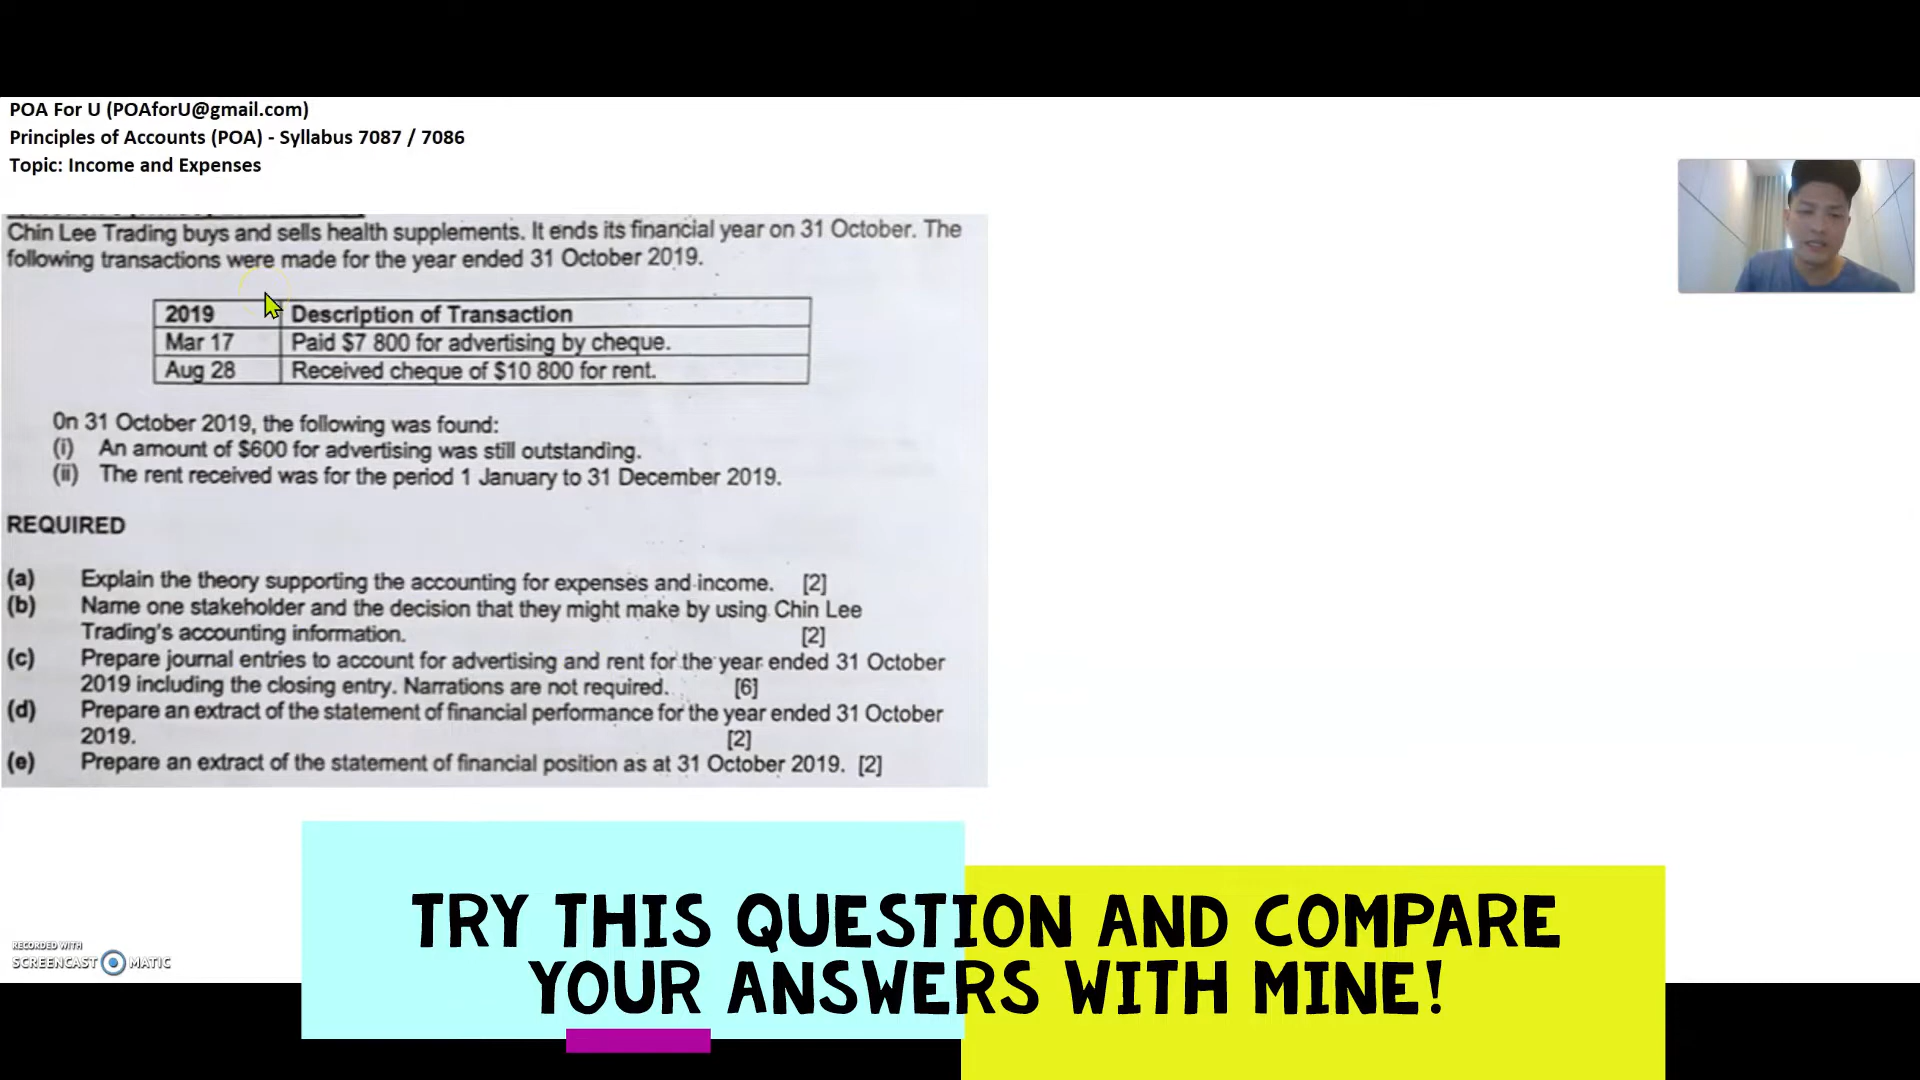 POA For U (POAforU@gmail.com)
Principles of Accounts (POA) - Syllabus 7087 / 7086
Topic: Income and Expenses
Chin Lee Trading buys and sells health supplements. It ends its financial year on 31 October. The
following transactions were made for the year ended 31 October 2019.
2019 Description of Transaction
Mar 17 Paid $7 800 for advertising by cheque.
Aug 28 Received cheque of $10 800 for rent.
On 31 October 2019, the following was found:
(i) An amount of $600 for advertising was still outstanding.
(ii) The rent received was for the period 1 January to 31 December 2019.
REQUIRED
(a) Explain the theory supporting the accounting for expenses and income. [2]
(b) Name one stakeholder and the decision that they might make by using Chin Lee
Trading's accounting information. [2]
(c) Prepare journal entries to account for advertising and rent for the year ended 31 October
2019 including the closing entry. Narrations are not required. [6]
(d) Prepare an extract of the statement of financial performance for the year ended 31 October
2019. [2]
(e) Prepare an extract of the statement of financial position as at 31 October 2019. [2]
TRY THIS QUESTION AND COMPARE
YOUR ANSWERS WITH MINE!
RECORDED WITH
SCREENCAST MATIC